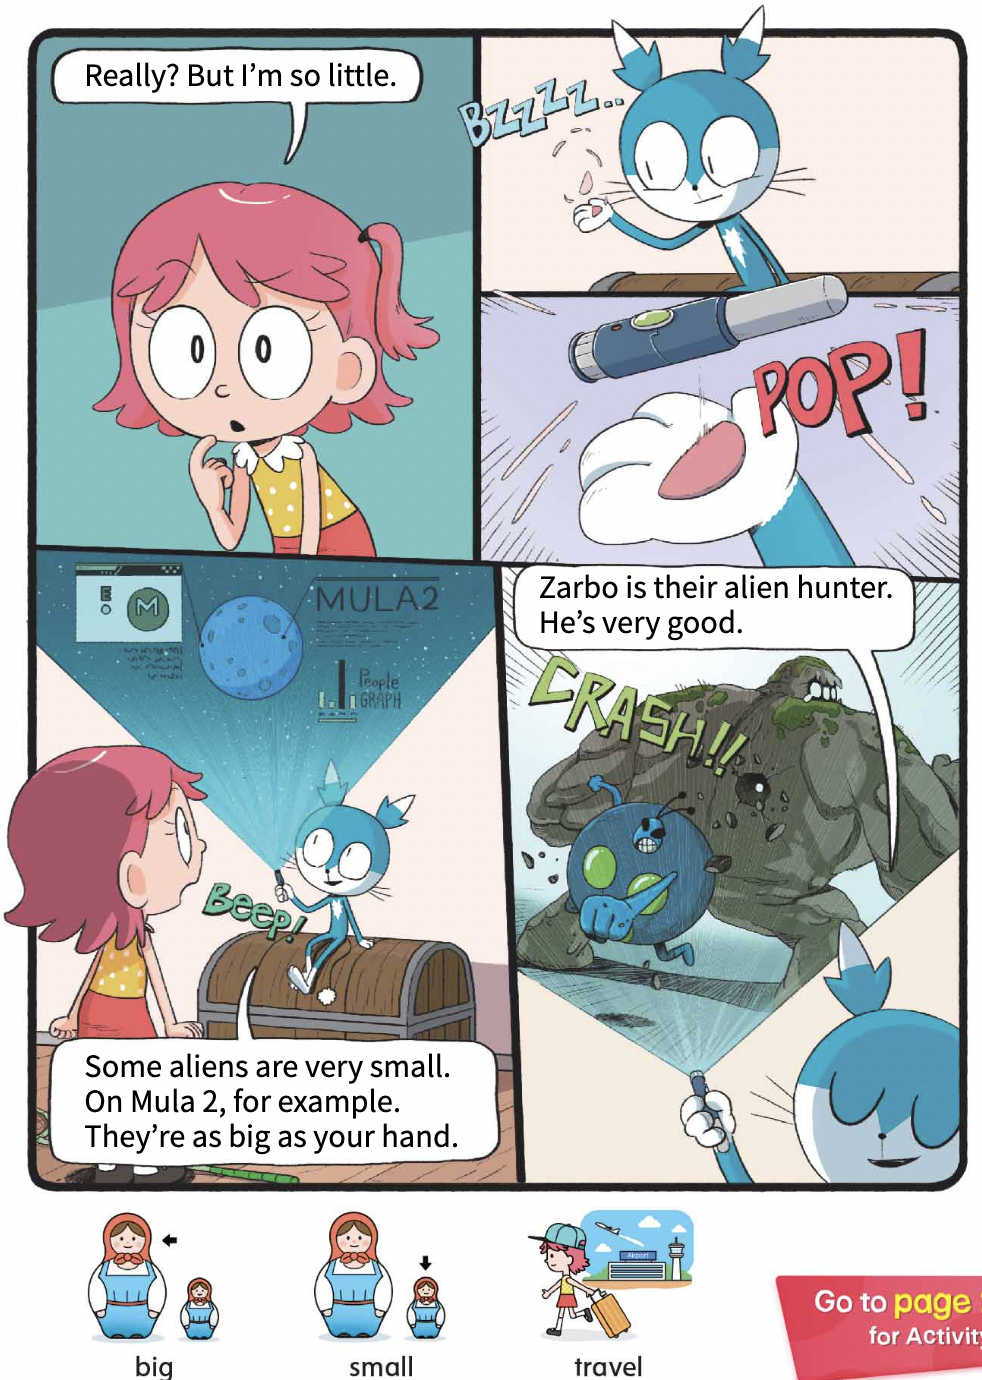 Really? But I'm so little.
BZZZZ..
POP!
MULA2
E
M
People
GRAPH
Beep!
Some aliens are very small.
On Mula 2, for example.
They're as big as your hand.
Zarbo is their alien hunter.
He's very good.
CRASH!!
Airport
big
small
travel
Go to page
for Activity